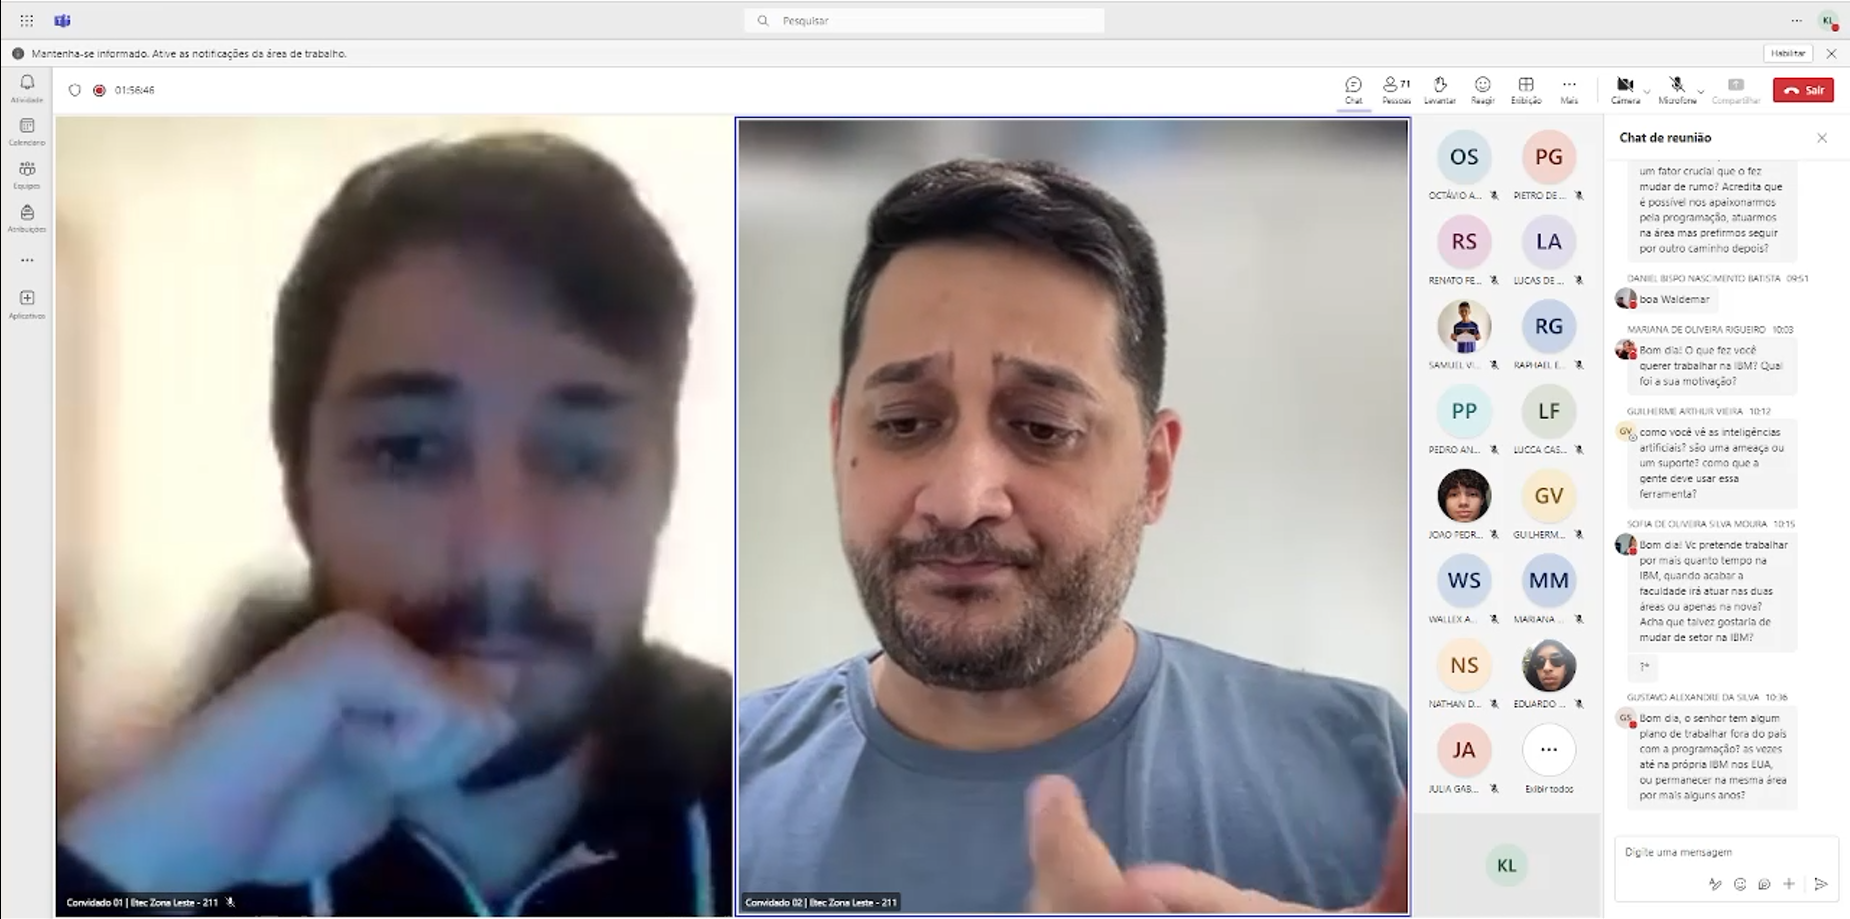 Pesquisar
KL
Mantenha-se informado. Ative as notificações da área de trabalho.
Habilitar
Atividade
Calendário
Equipes
Atribuições
Aplicativos
01:56:46
Chat
71
Pessoas
Levantar
Reagir
Exibição
Mais
Câmera
Microfone
Compartilhar
Sair
Convidado 01 | Etec Zona Leste - 211
Convidado 02 | Etec Zona Leste - 211
OS
PG
OCTÁVIO A...
PIETRO DE ...
RS
LA
RENATO FE...
LUCAS DE ...
RG
SAMUEL VI...
RAPHAEL E...
PP
LF
PEDRO AN...
LUCCA CAS...
GV
JOAO PEDR...
GUILHERM...
WS
MM
WALLEX A...
MARIANA ...
NS
NATHAN D...
EDUARDO ...
JA
JULIA GAB...
Exibir todos
KL
Chat de reunião
um fator crucial que o fez
mudar de rumo? Acredita que
é possível nos apaixonarmos
pela programação, atuarmos
na área mas prefirmos seguir
por outro caminho depois?
DANIEL BISPO NASCIMENTO BATISTA 09:51
boa Waldemar
MARIANA DE OLIVEIRA RIGUEIRO 10:03
Bom dia! O que fez você
querer trabalhar na IBM? Qual
foi a sua motivação?
GUILHERME ARTHUR VIEIRA 10:12
GV
como você vê as inteligências
artificiais? são uma ameaça ou
um suporte? como que a
gente deve usar essa
ferramenta?
SOFIA DE OLIVEIRA SILVA MOURA 10:15
Bom dia! Vc pretende trabalhar
por mais quanto tempo na
IBM, quando acabar a
faculdade irá atuar nas duas
áreas ou apenas na nova?
Acha que talvez gostaria de
mudar de setor na IBM?
?*
GUSTAVO ALEXANDRE DA SILVA 10:36
GS
Bom dia, o senhor tem algum
plano de trabalhar fora do país
com a programação? as vezes
até na própria IBM nos EUA,
ou permanecer na mesma área
por mais alguns anos?
Digite uma mensagem